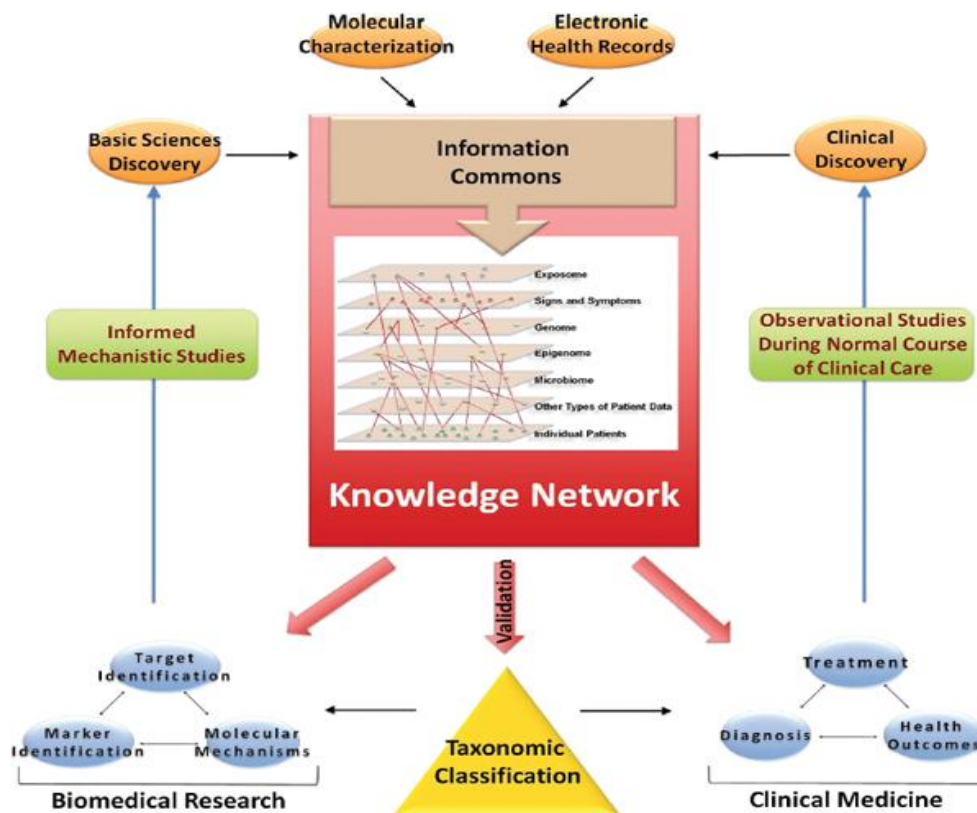 Molecular
Characterization
Electronic
Health Records
Basic Sciences
Discovery
Information
Commons
Clinical
Discovery
Exposome
Signs and Symptoms
Genome
Epigenome
Microbiome
Other Types of Patient Data
Individual Patients
Informed
Mechanistic Studies
Observational Studies
During Normal Course
of Clinical Care
Knowledge Network
Validation
Target
Identification
Marker
Identification
Molecular
Mechanisms
Biomedical Research
Taxonomic
Classification
Treatment
Diagnosis
Health
Outcomes
Clinical Medicine